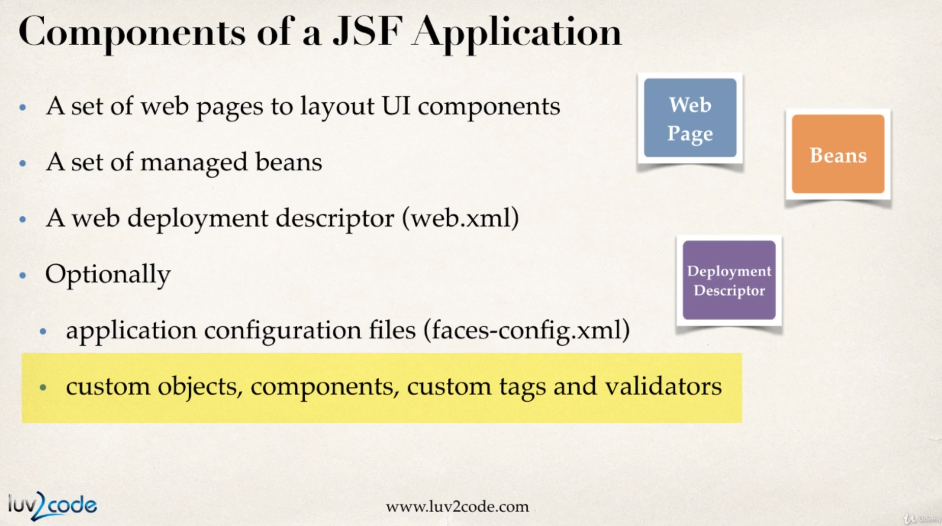 Components of a JSF Application
• A set of web pages to layout UI components
• A set of managed beans
• A web deployment descriptor (web.xml)
• Optionally
• application configuration files (faces-config.xml)
• custom objects, components, custom tags and validators
Web
Page
Beans
Deployment
Descriptor
luv2code
www.luv2code.com